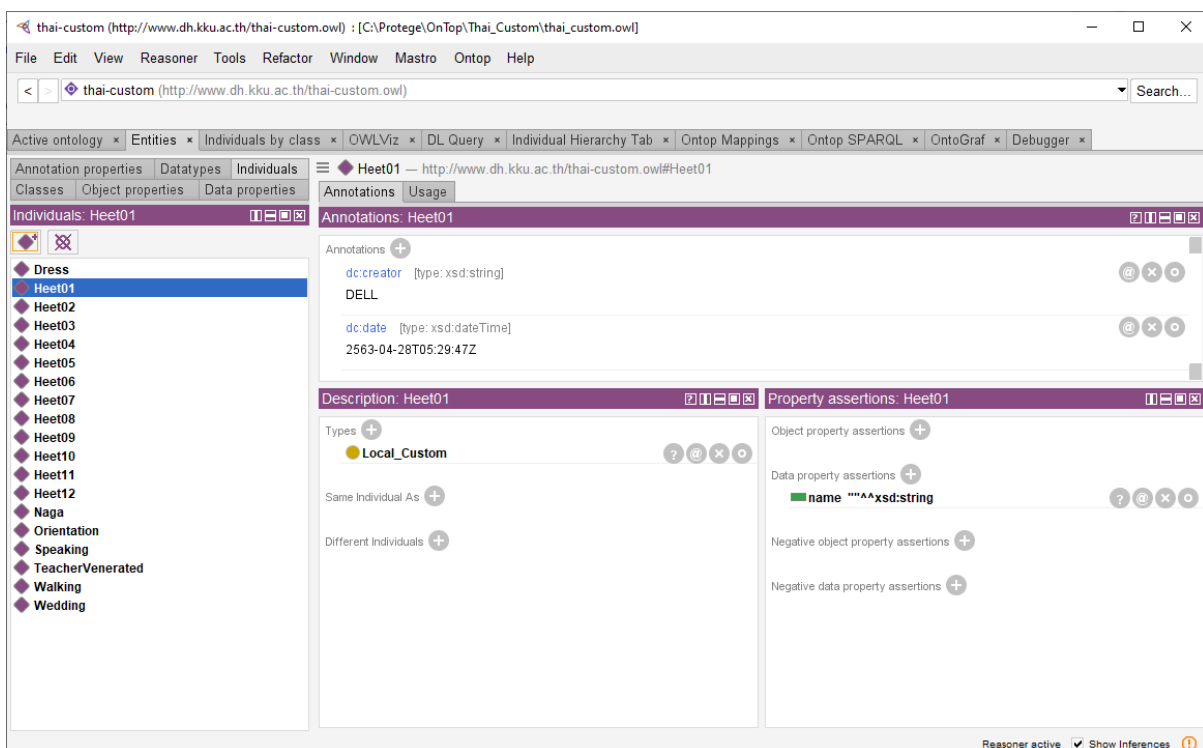 thai-custom (http://www.dh.kku.ac.th/thai-custom.owl) : [C:\Protege\OnTop\Thai_Custom\thai_custom.owl]
File Edit View Reasoner Tools Refactor Window Mastro Ontop Help
< > thai-custom (http://www.dh.kku.ac.th/thai-custom.owl) Search...
Active ontology × Entities × Individuals by class × OWLViz × DL Query × Individual Hierarchy Tab × Ontop Mappings × Ontop SPARQL × OntoGraf × Debugger ×
Annotation properties Datatypes Individuals
Classes Object properties Data properties
Individuals: Heet01
Dress
Heet01
Heet02
Heet03
Heet04
Heet05
Heet06
Heet07
Heet08
Heet09
Heet10
Heet11
Heet12
Naga
Orientation
Speaking
TeacherVenerated
Walking
Wedding
Heet01 — http://www.dh.kku.ac.th/thai-custom.owl#Heet01
Annotations Usage
Annotations: Heet01
Annotations
dc:creator [type: xsd:string]
DELL
dc:date [type: xsd:dateTime]
2563-04-28T05:29:47Z
Description: Heet01
Types
Local_Custom
Same Individual As
Different Individuals
Property assertions: Heet01
Object property assertions
Data property assertions
name ""^^xsd:string
Negative object property assertions
Negative data property assertions
Reasoner active Show Inferences